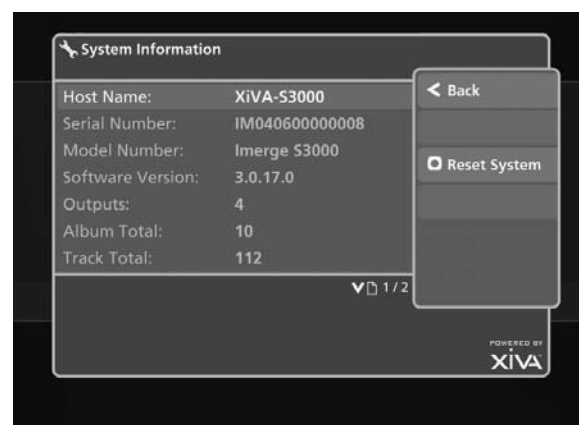 System Information
Host Name: XiVA-S3000
Serial Number: IM040600000008
Model Number: Imerge S3000
Software Version: 3.0.17.0
Outputs: 4
Album Total: 10
Track Total: 112
1 / 2
Back
Reset System
POWERED BY
XiVA